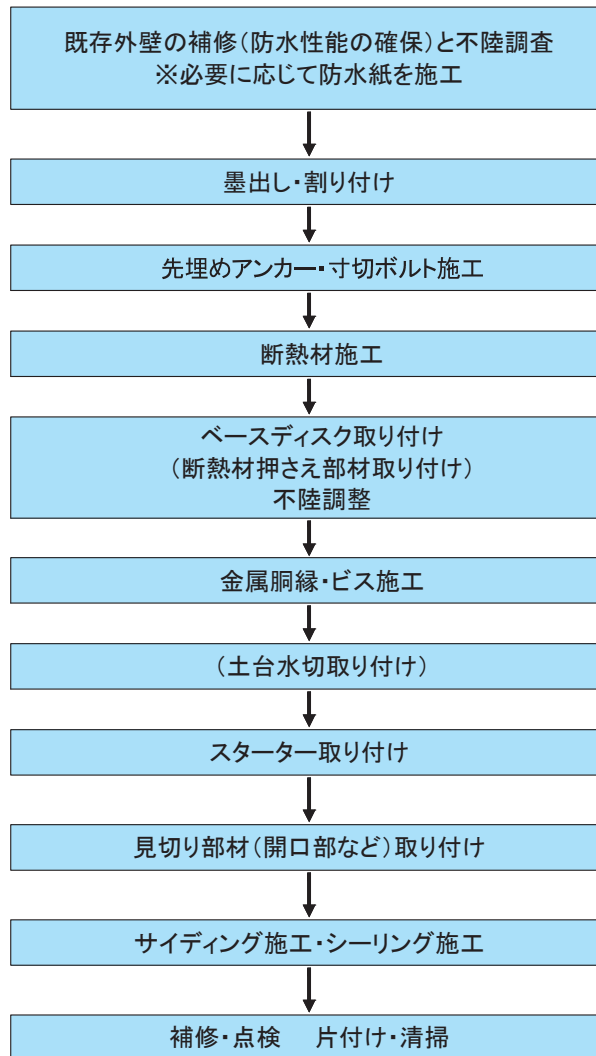 既存外壁の補修(防水性能の確保)と不陸調査
※必要に応じて防水紙を施工
墨出し・割り付け
先埋めアンカー・寸切ボルト施工
断熱材施工
ベースディスク取り付け
(断熱材押さえ部材取り付け)
不陸調整
金属胴縁・ビス施工
(土台水切取り付け)
スターター取り付け
見切り部材(開口部など)取り付け
サイディング施工・シーリング施工
補修・点検　片付け・清掃